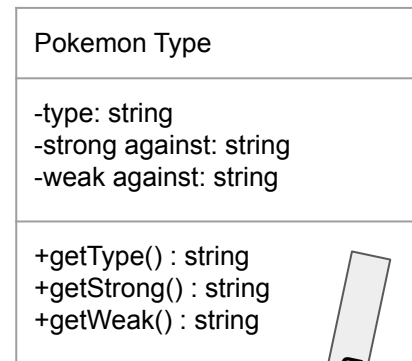 Pokemon Type
-type: string
-strong against: string
-weak against: string
+getType() : string
+getStrong() : string
+getWeak() : string